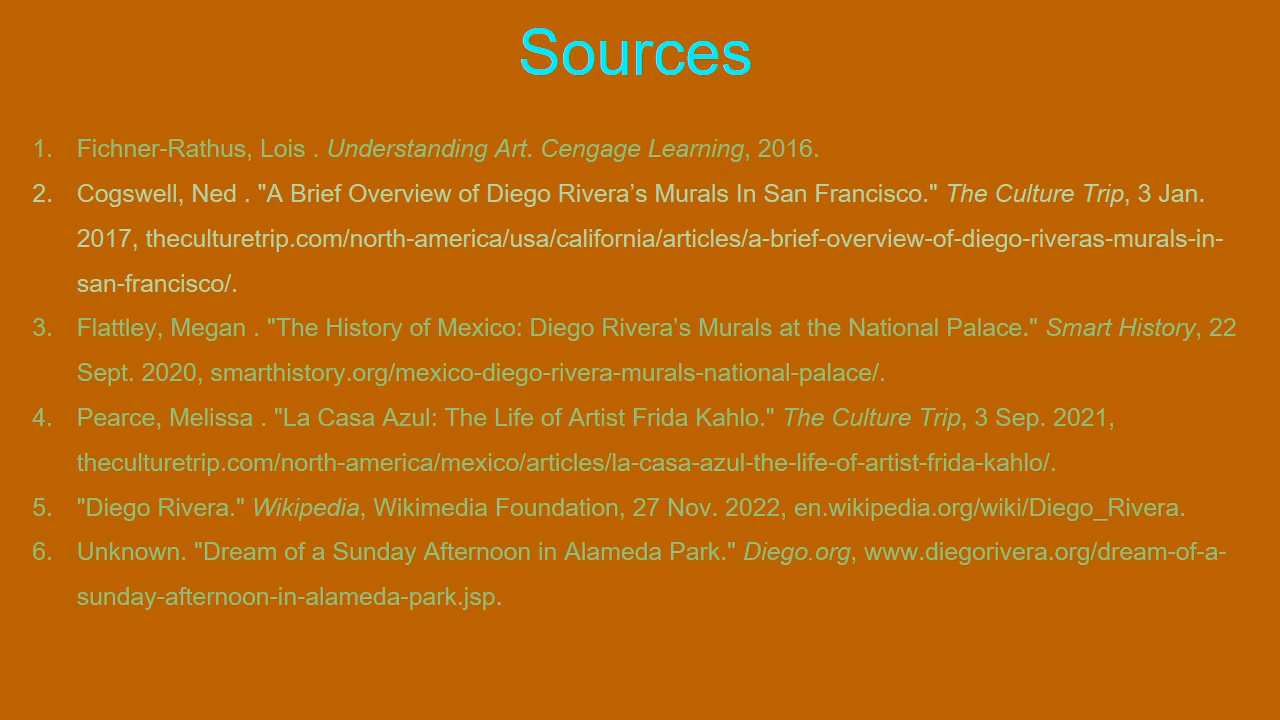 Sources
1. Fichner-Rathus, Lois . Understanding Art. Cengage Learning, 2016.
2. Cogswell, Ned . "A Brief Overview of Diego Rivera’s Murals In San Francisco." The Culture Trip, 3 Jan.
2017, theculturetrip.com/north-america/usa/california/articles/a-brief-overview-of-diego-riveras-murals-in-
san-francisco/.
3. Flattley, Megan . "The History of Mexico: Diego Rivera’s Murals at the National Palace." Smart History, 22
Sept. 2020, smarthistory.org/mexico-diego-rivera-murals-national-palace/.
4. Pearce, Melissa . "La Casa Azul: The Life of Artist Frida Kahlo." The Culture Trip, 3 Sep. 2021,
theculturetrip.com/north-america/mexico/articles/la-casa-azul-the-life-of-artist-frida-kahlo/.
5. "Diego Rivera." Wikipedia, Wikimedia Foundation, 27 Nov. 2022, en.wikipedia.org/wiki/Diego_Rivera.
6. Unknown. "Dream of a Sunday Afternoon in Alameda Park." Diego.org, www.diegorivera.org/dream-of-a-
sunday-afternoon-in-alameda-park.jsp.